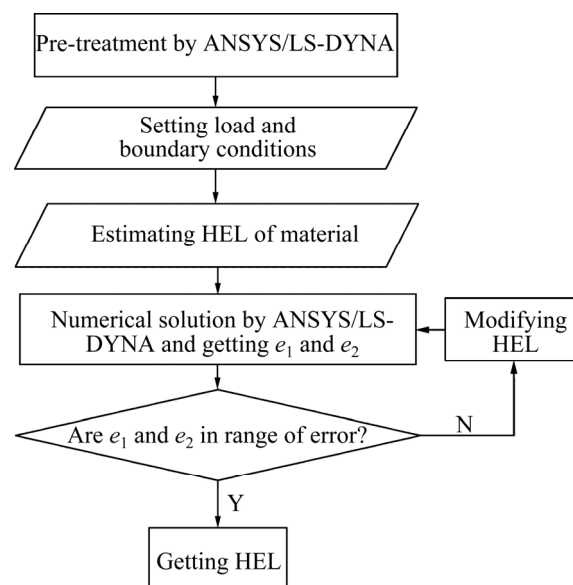 Pre-treatment by ANSYS/LS-DYNA
Setting load and
boundary conditions
Estimating HEL of material
Numerical solution by ANSYS/LS-
DYNA and getting e₁ and e₂
Modifying
HEL
Are e₁ and e₂ in range of error?
N
Y
Getting HEL